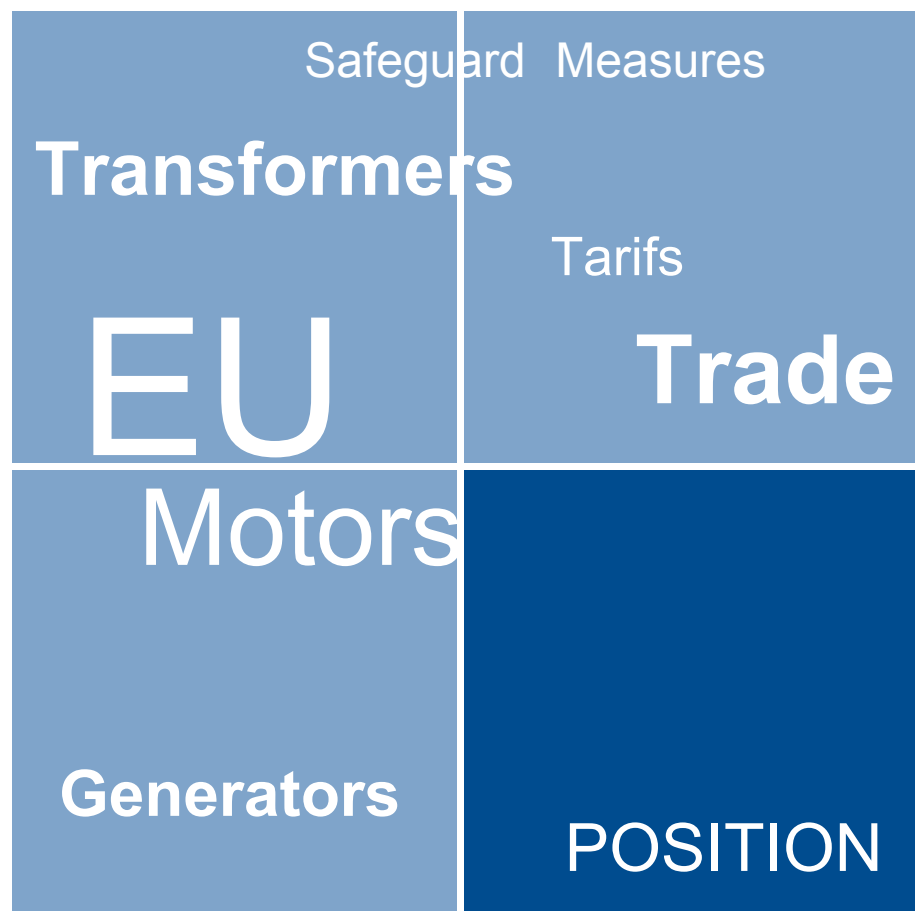 Safeguard Measures
Transformers
Tarifs
EU
Trade
Motors
Generators
POSITION